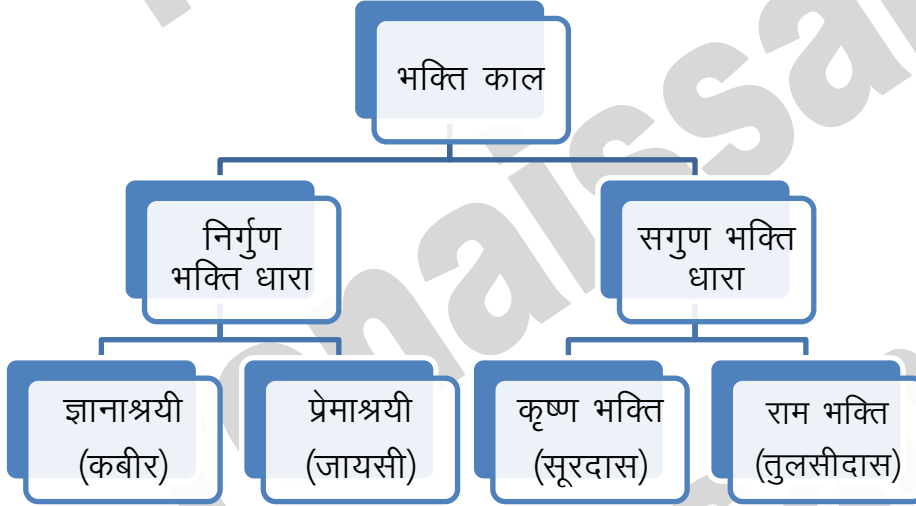 भक्ति काल
निर्गुण
भक्ति धारा
सगुण भक्ति
धारा
ज्ञानाश्रयी
(कबीर)
प्रेमाश्रयी
(जायसी)
कृष्ण भक्ति
(सूरदास)
राम भक्ति
(तुलसीदास)